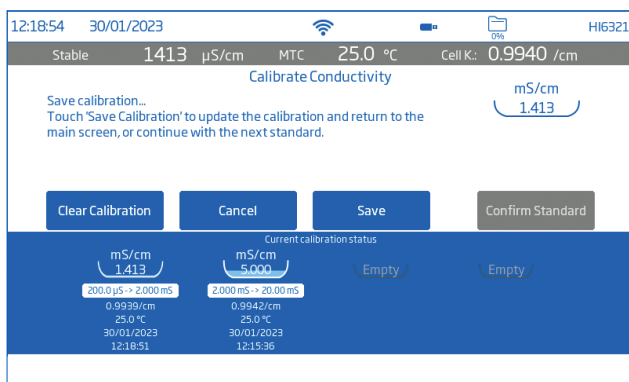 12:18:54 30/01/2023 0% HI6321
Stable 1413 µS/cm MTC 25.0 °C Cell K.: 0.9940 /cm
Calibrate Conductivity
Save calibration...
Touch 'Save Calibration' to update the calibration and return to the
main screen, or continue with the next standard.
mS/cm
1.413
Clear Calibration Cancel Save Confirm Standard
Current calibration status
mS/cm mS/cm
1.413 5.000 Empty Empty
200.0 µS -> 2.000 mS 2.000 mS -> 20.00 mS
0.9939/cm 0.9942/cm
25.0 °C 25.0 °C
30/01/2023 30/01/2023
12:18:51 12:15:36